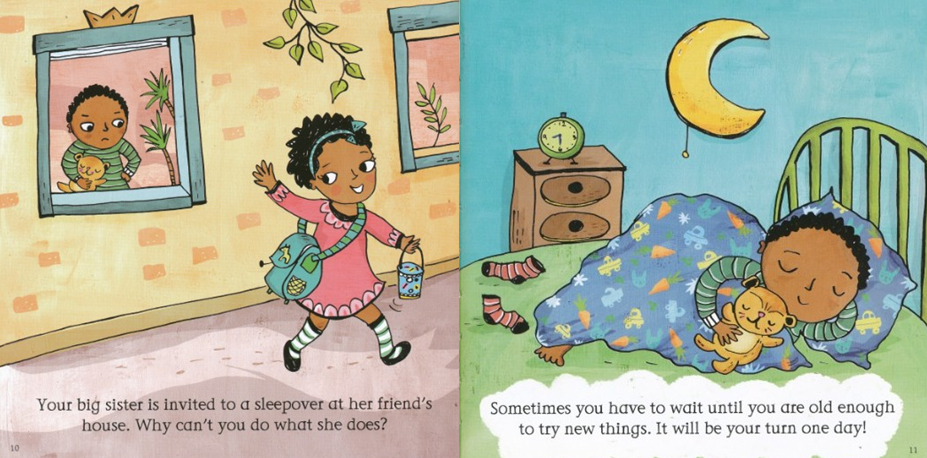 Your big sister is invited to a sleepover at her friend's
house. Why can't you do what she does?
10
Sometimes you have to wait until you are old enough
to try new things. It will be your turn one day!
11